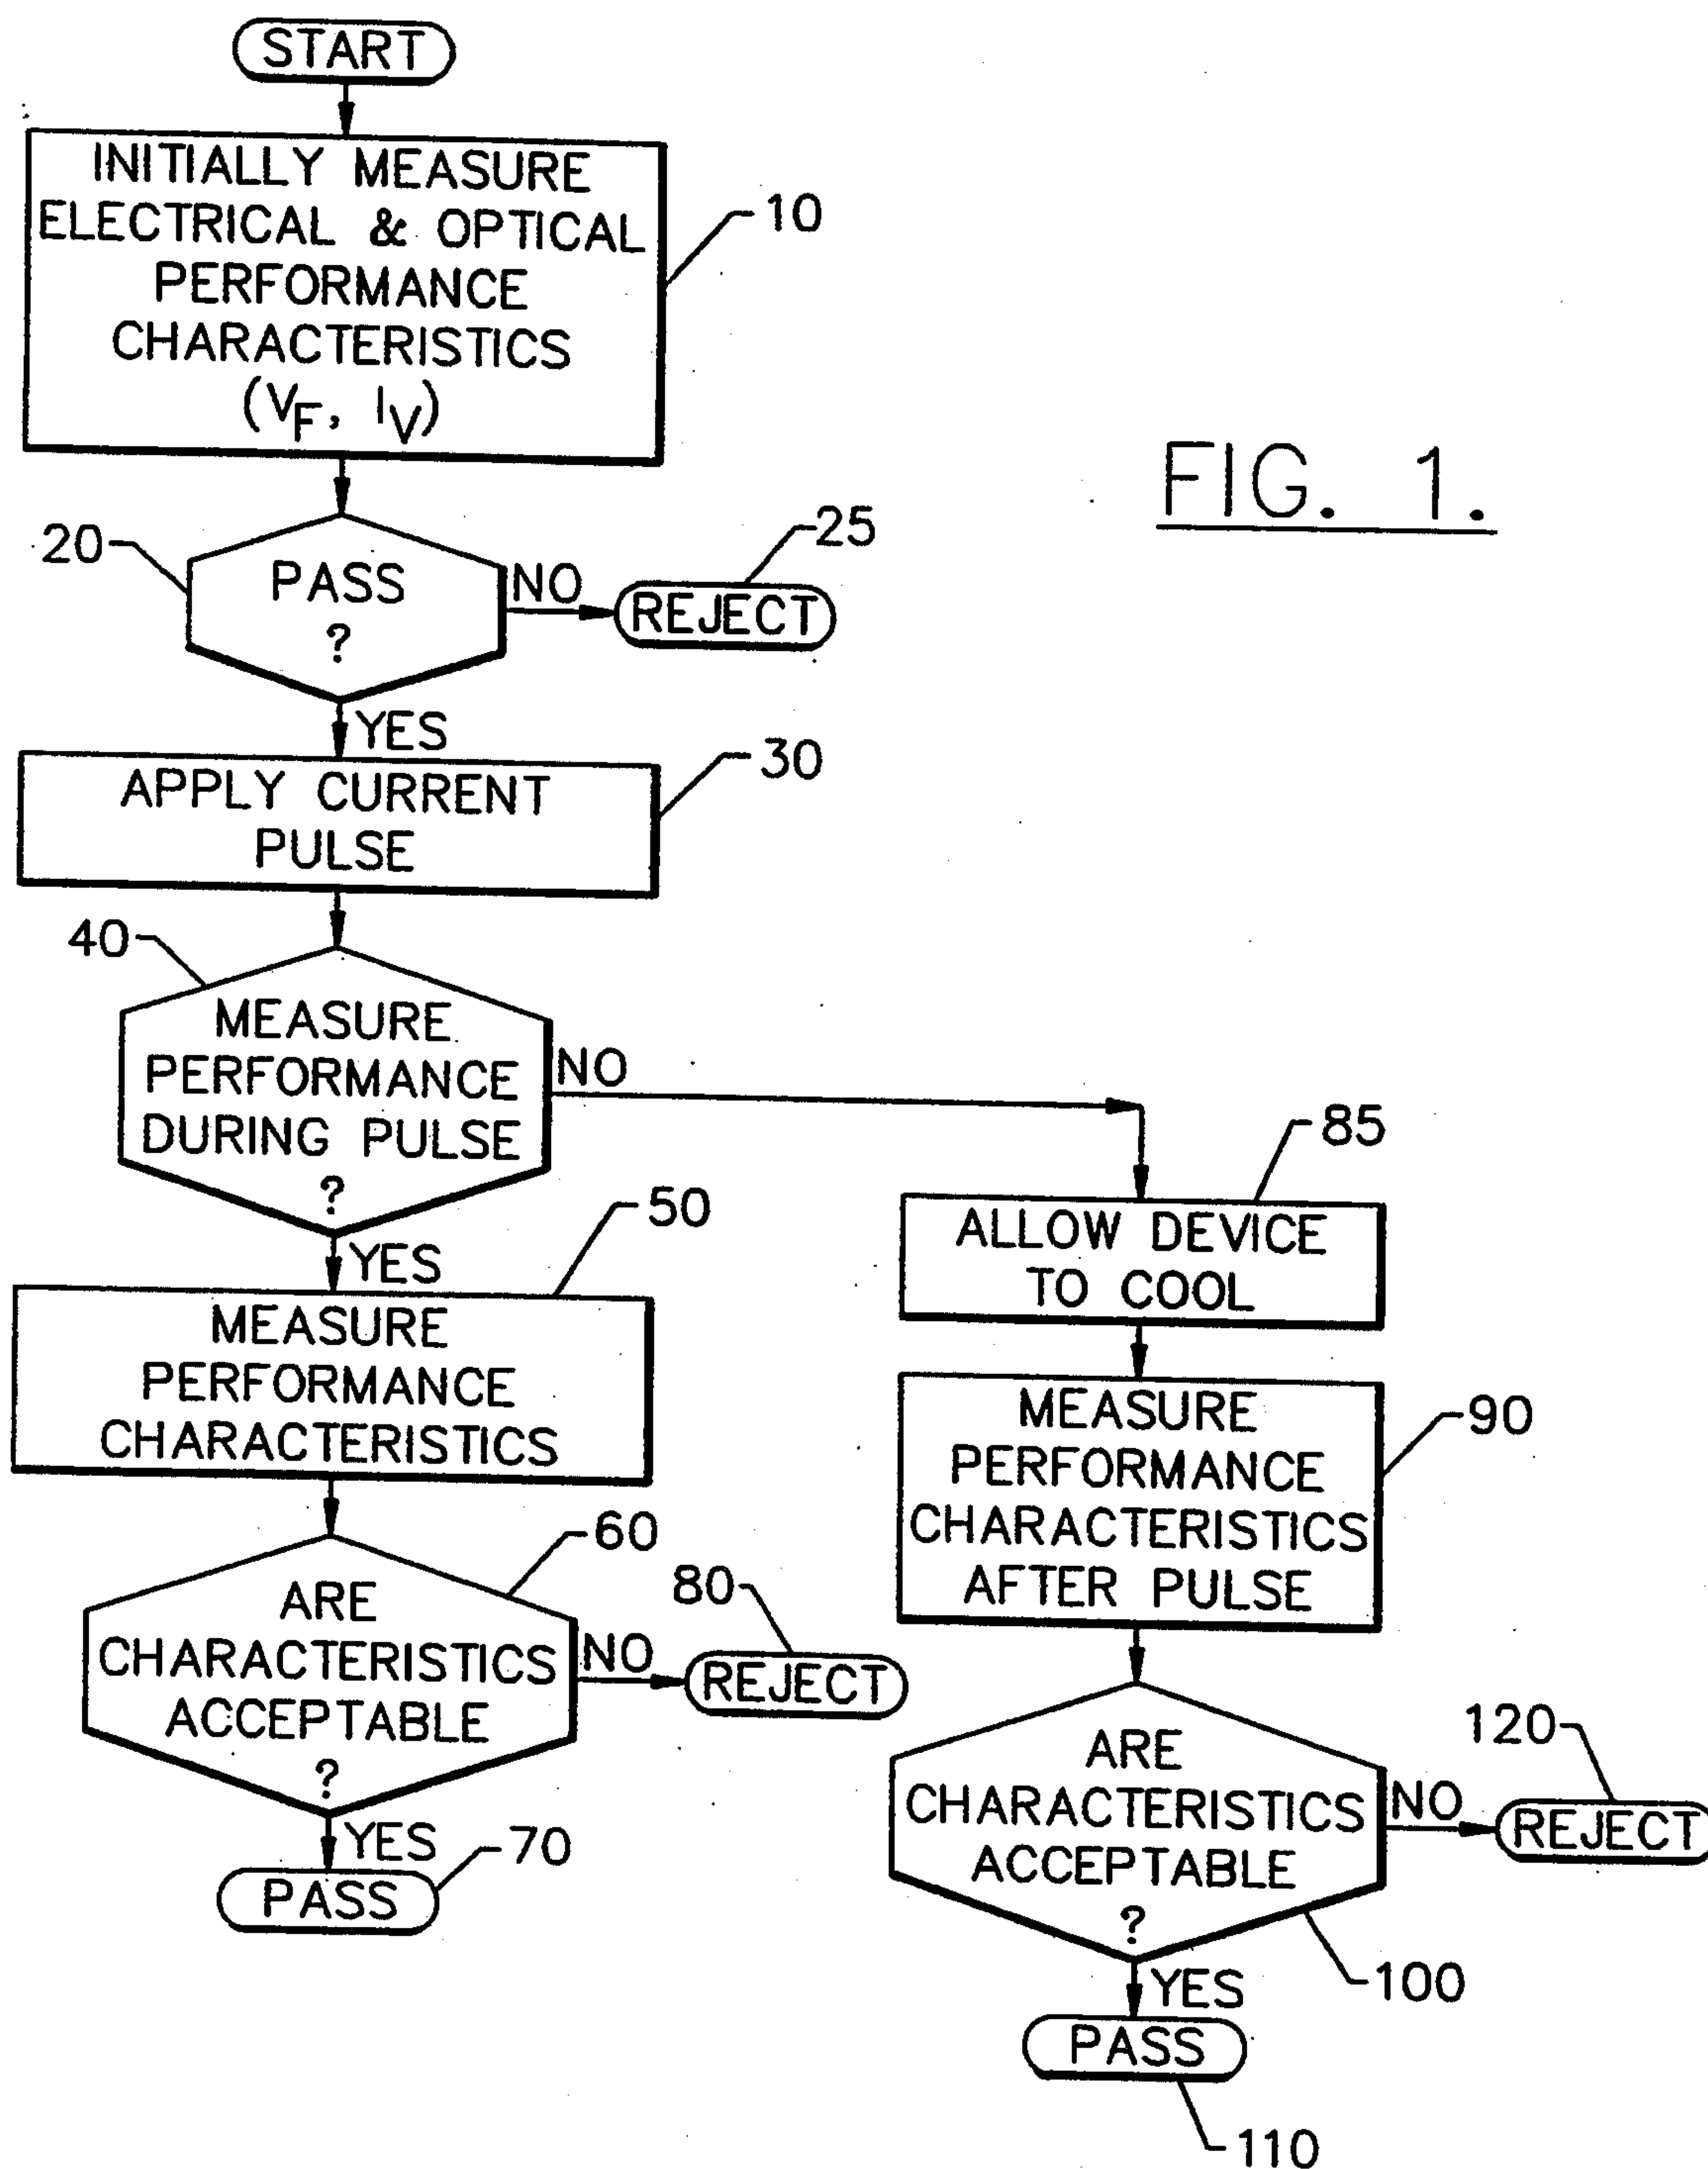 START
INITIALLY MEASURE
ELECTRICAL & OPTICAL
PERFORMANCE
CHARACTERISTICS
(VF, IV)
10
FIG. 1.
20
PASS
?
NO
REJECT
25
YES
APPLY CURRENT
PULSE
30
40
MEASURE
PERFORMANCE
DURING PULSE
?
NO
YES
50
MEASURE
PERFORMANCE
CHARACTERISTICS
60
ARE
CHARACTERISTICS
ACCEPTABLE
?
NO
80
REJECT
YES
PASS
70
85
ALLOW DEVICE
TO COOL
MEASURE
PERFORMANCE
CHARACTERISTICS
AFTER PULSE
90
ARE
CHARACTERISTICS
ACCEPTABLE
?
100
NO
120
REJECT
YES
PASS
110